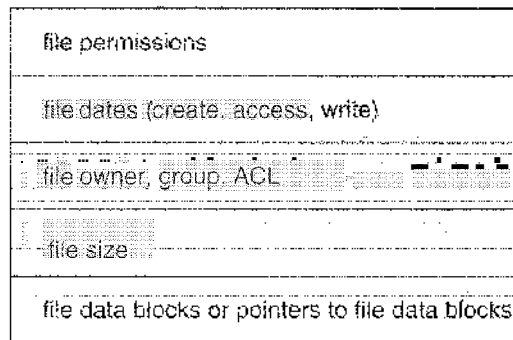 file permissions
file dates (create, access, write)
file owner, group, ACL
file size
file data blocks or pointers to file data blocks